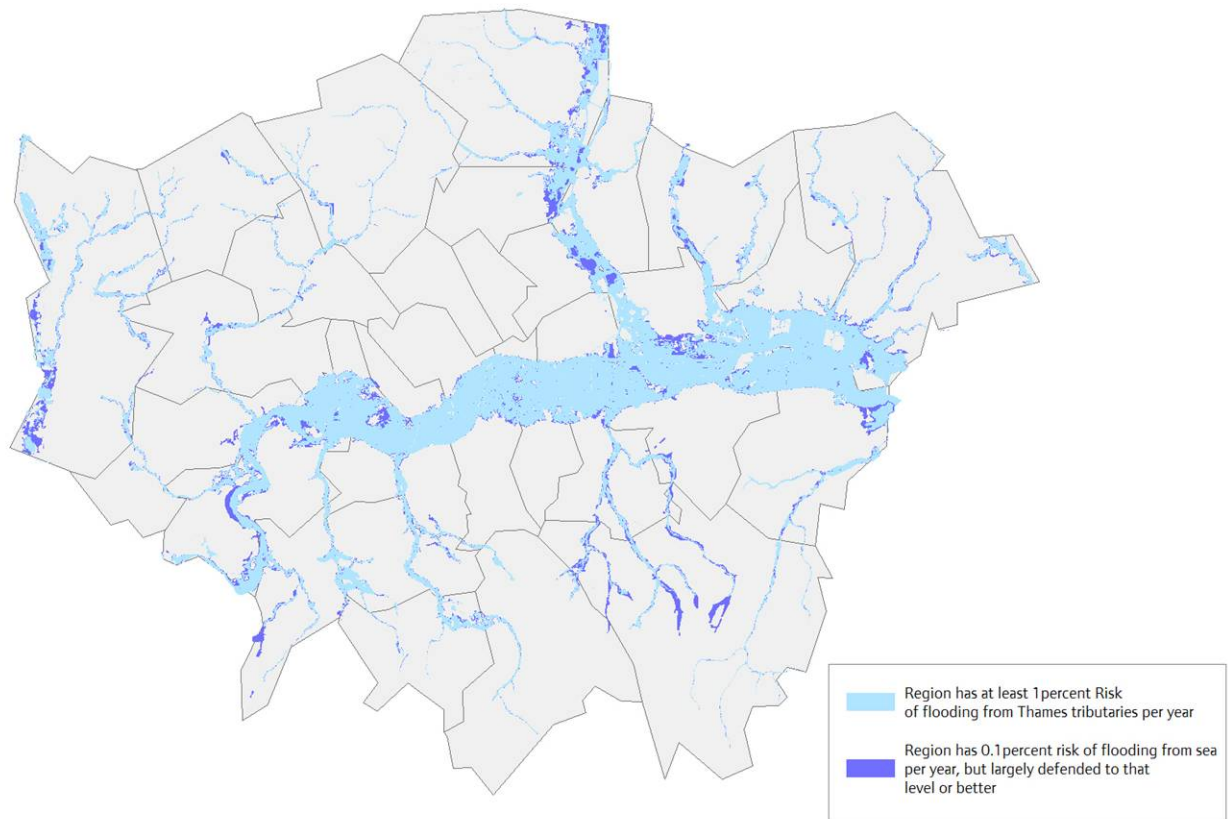 Region has at least 1percent Risk
of flooding from Thames tributaries per year
Region has 0.1percent risk of flooding from sea
per year, but largely defended to that
level or better